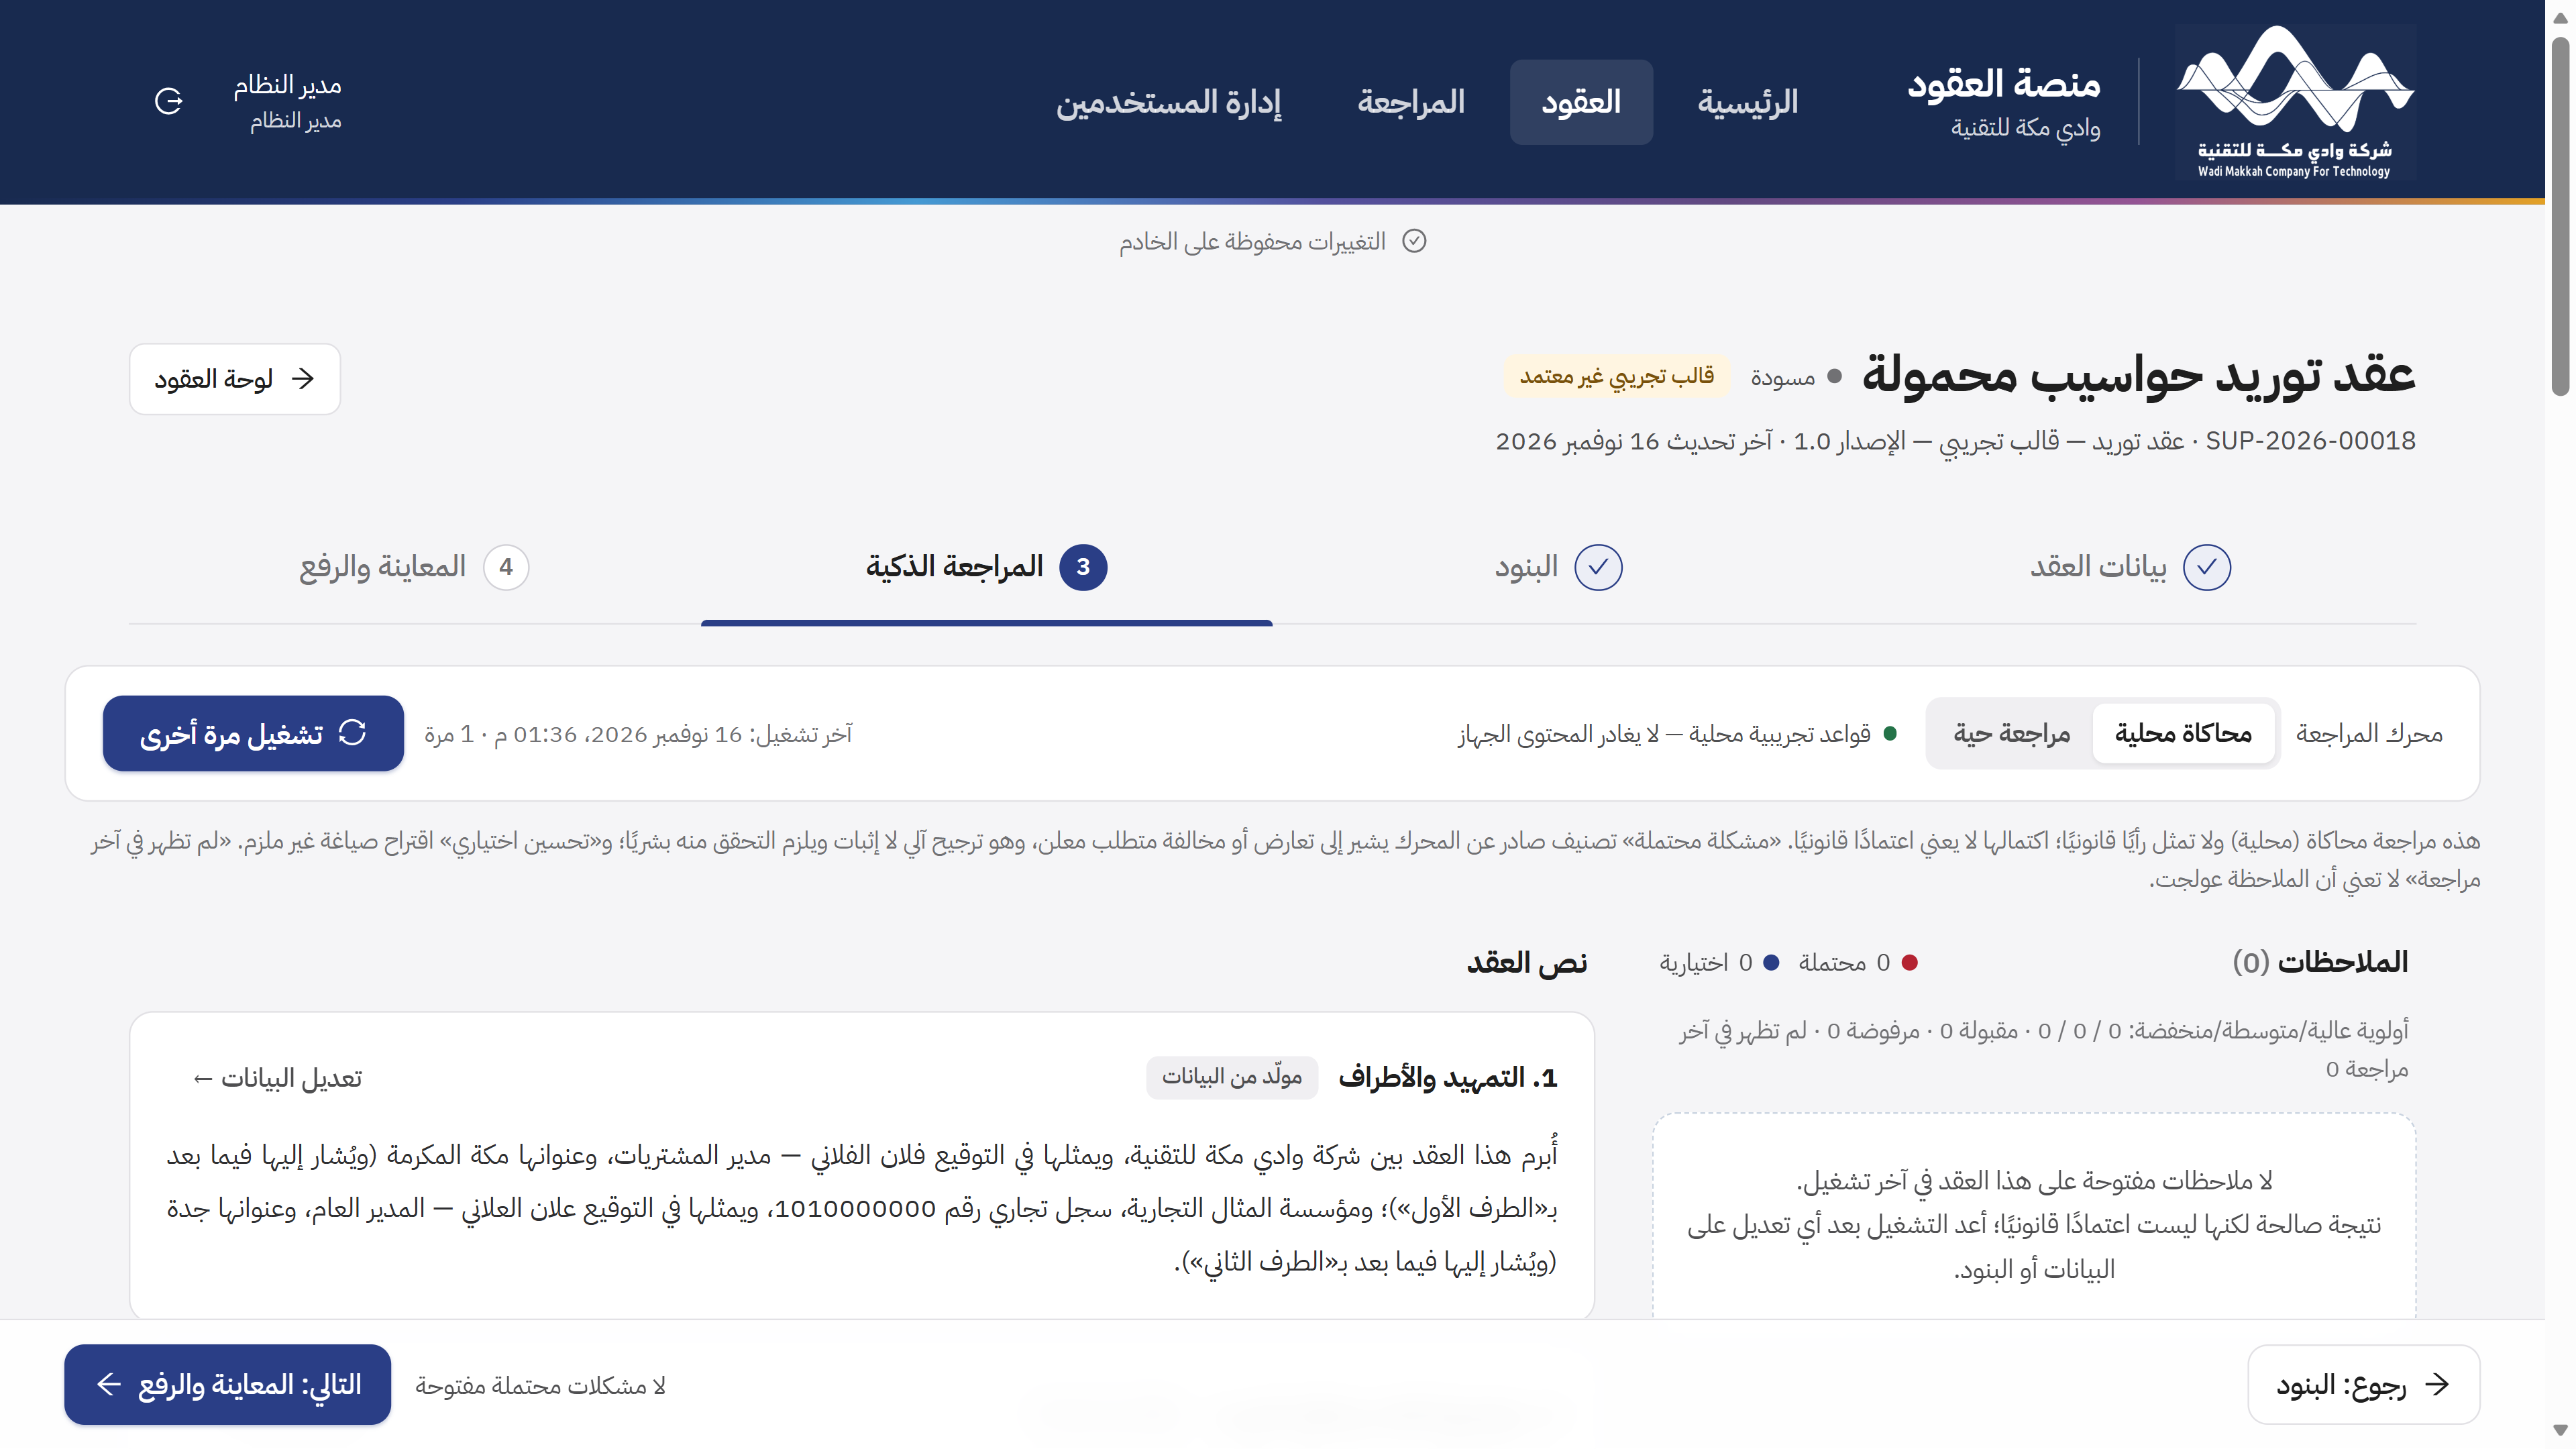 شركة وادي مكة للتقنية
Wadi Makkah Company For Technology
منصة العقود
وادي مكة للتقنية
الرئيسية
العقود
المراجعة
إدارة المستخدمين
مدير النظام
مدير النظام
التغييرات محفوظة على الخادم
عقد توريد حواسيب محمولة
مسودة
قالب تجريبي غير معتمد
SUP-2026-00018 · عقد توريد — قالب تجريبي — الإصدار 1.0 · آخر تحديث 16 نوفمبر 2026
لوحة العقود
بيانات العقد
البنود
3 المراجعة الذكية
4 المعاينة والرفع
محرك المراجعة
محاكاة محلية
مراجعة حية
قواعد تجريبية محلية — لا يغادر المحتوى الجهاز
آخر تشغيل: 16 نوفمبر 2026، 01:36 م · 1 مرة
تشغيل مرة أخرى
هذه مراجعة محاكاة (محلية) ولا تمثل رأيًا قانونيًا؛ اكتمالها لا يعني اعتمادًا قانونيًا. «مشكلة محتملة» تصنيف صادر عن المحرك يشير إلى تعارض أو مخالفة متطلب معلن، وهو ترجيح آلي لا إثبات ويلزم التحقق منه بشريًا؛ و«تحسين اختياري» اقتراح صياغة غير ملزم. «لم تظهر في آخر
مراجعة» لا تعني أن الملاحظة عولجت.
الملاحظات (0)
0 محتملة
0 اختيارية
أولوية عالية/متوسطة/منخفضة: 0 / 0 / 0 · مقبولة 0 · مرفوضة 0 · لم تظهر في آخر
مراجعة 0
لا ملاحظات مفتوحة على هذا العقد في آخر تشغيل.
نتيجة صالحة لكنها ليست اعتمادًا قانونيًا؛ أعد التشغيل بعد أي تعديل على
البيانات أو البنود.
نص العقد
1. التمهيد والأطراف
مولّد من البيانات
تعديل البيانات ←
أُبرم هذا العقد بين شركة وادي مكة للتقنية، ويمثلها في التوقيع فلان الفلاني — مدير المشتريات، وعنوانها مكة المكرمة (ويُشار إليها فيما بعد
بـ«الطرف الأول»)؛ ومؤسسة المثال التجارية، سجل تجاري رقم 1010000000، ويمثلها في التوقيع علان العلاني — المدير العام، وعنوانها جدة
(ويُشار إليها فيما بعد بـ«الطرف الثاني»).
رجوع: البنود
لا مشكلات محتملة مفتوحة
التالي: المعاينة والرفع